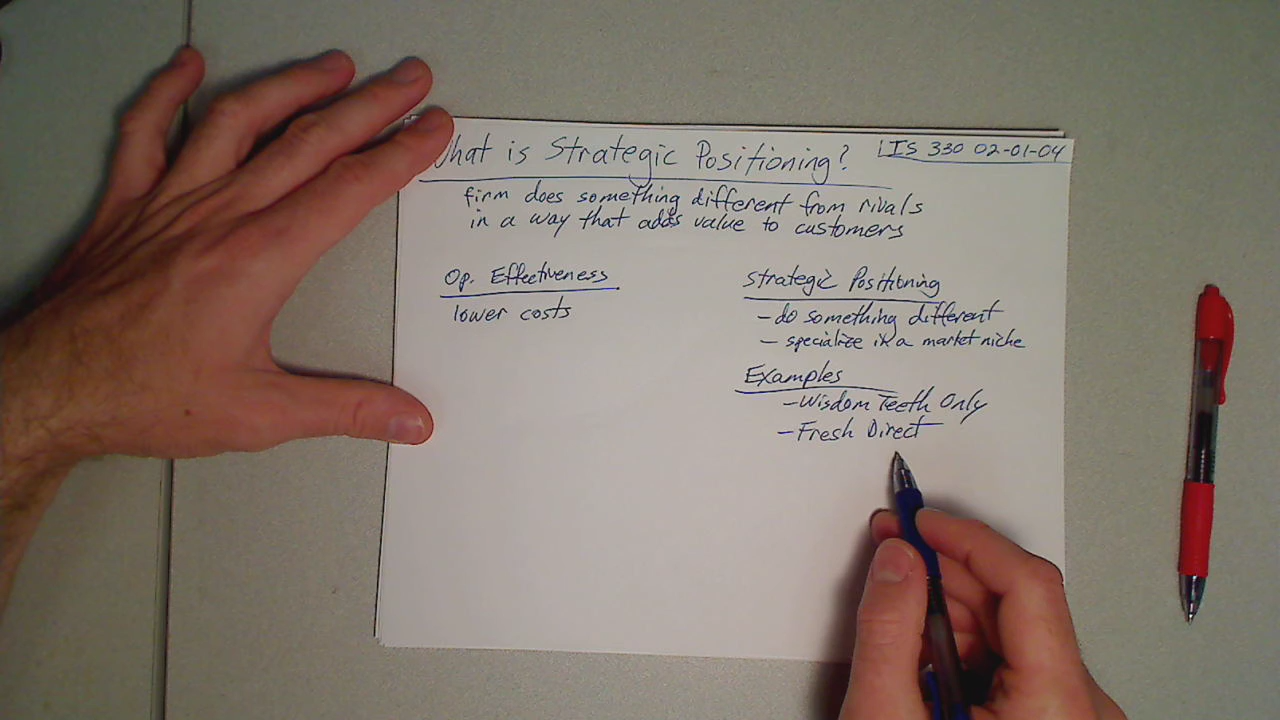 What is Strategic Positioning?
IS 330 02-01-04
firm does something different from rivals
in a way that adds value to customers
Op. Effectiveness
lower costs
Strategic Positioning
- do something different
- specialize in a market niche
Examples
- Wisdom Teeth Only
- Fresh Direct